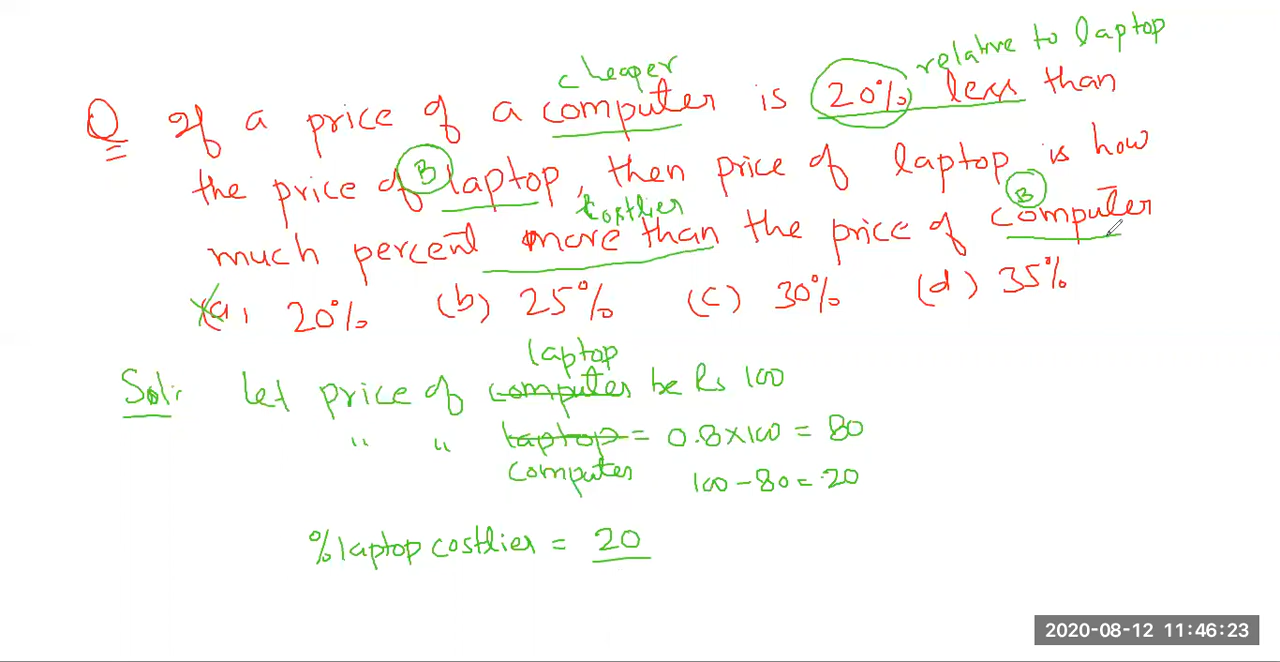 cheaper relative to laptop
Q If a price of a computer is 20% less than
B
the price of laptop, then price of laptop is how
costlier B
much percent more than the price of computer
(a) 20% (b) 25% (c) 30% (d) 35%
laptop
Sol: let price of computer be Rs 100
" " laptop = 0.8×100 = 80
computer 100-80=20
% laptop costlier = 20
2020-08-12 11:46:23